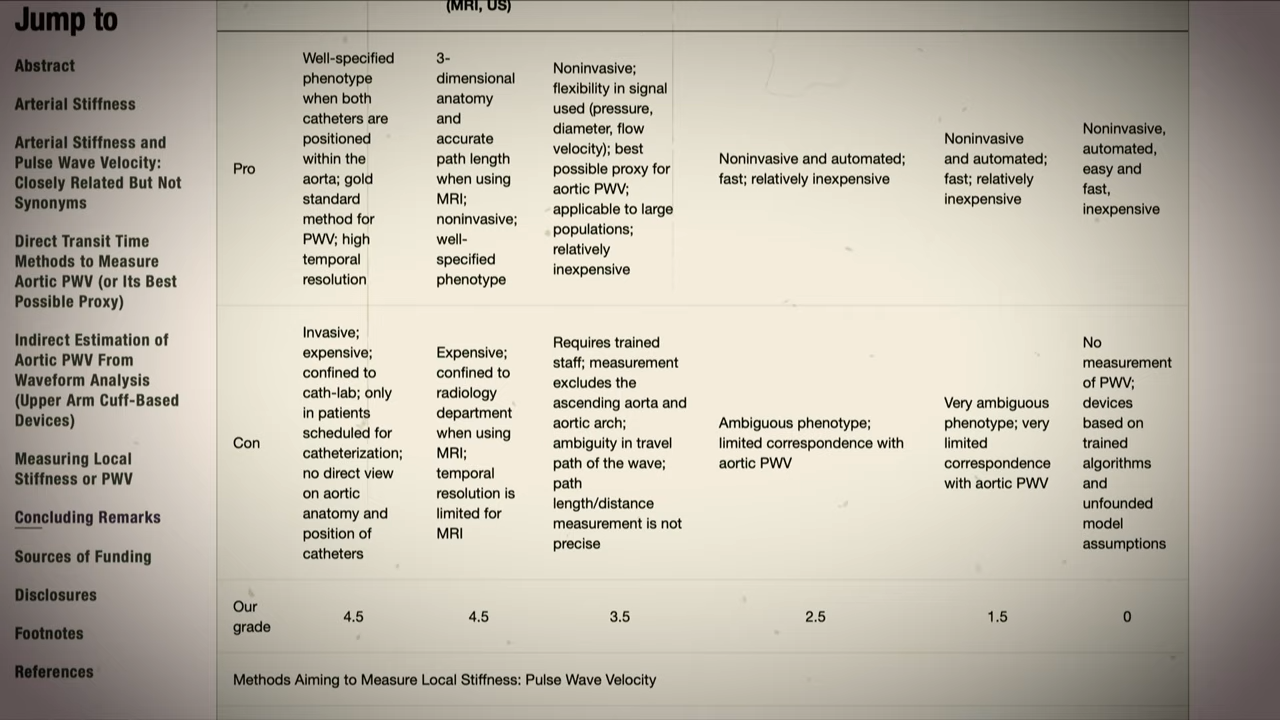 Jump to
Abstract
Arterial Stiffness
Arterial Stiffness and
Pulse Wave Velocity:
Closely Related But Not
Synonyms
Direct Transit Time
Methods to Measure
Aortic PWV (or Its Best
Possible Proxy)
Indirect Estimation of
Aortic PWV From
Waveform Analysis
(Upper Arm Cuff-Based
Devices)
Measuring Local
Stiffness or PWV
Concluding Remarks
Sources of Funding
Disclosures
Footnotes
References
(MRI, US)
Pro
Well-specified
phenotype
when both
catheters are
positioned
within the
aorta; gold
standard
method for
PWV; high
temporal
resolution
3-
dimensional
anatomy
and
accurate
path length
when using
MRI;
noninvasive;
well-
specified
phenotype
Noninvasive;
flexibility in signal
used (pressure,
diameter, flow
velocity); best
possible proxy for
aortic PWV;
applicable to large
populations;
relatively
inexpensive
Noninvasive and automated;
fast; relatively inexpensive
Noninvasive
and automated;
fast; relatively
inexpensive
Noninvasive,
automated,
easy and
fast,
inexpensive
Con
Invasive;
expensive;
confined to
cath-lab; only
in patients
scheduled for
catheterization;
no direct view
on aortic
anatomy and
position of
catheters
Expensive;
confined to
radiology
department
when using
MRI;
temporal
resolution is
limited for
MRI
Requires trained
staff; measurement
excludes the
ascending aorta and
aortic arch;
ambiguity in travel
path of the wave;
path
length/distance
measurement is not
precise
Ambiguous phenotype;
limited correspondence with
aortic PWV
Very ambiguous
phenotype; very
limited
correspondence
with aortic PWV
No
measurement
of PWV;
devices
based on
trained
algorithms
and
unfounded
model
assumptions
Our
grade
4.5
4.5
3.5
2.5
1.5
0
Methods Aiming to Measure Local Stiffness: Pulse Wave Velocity